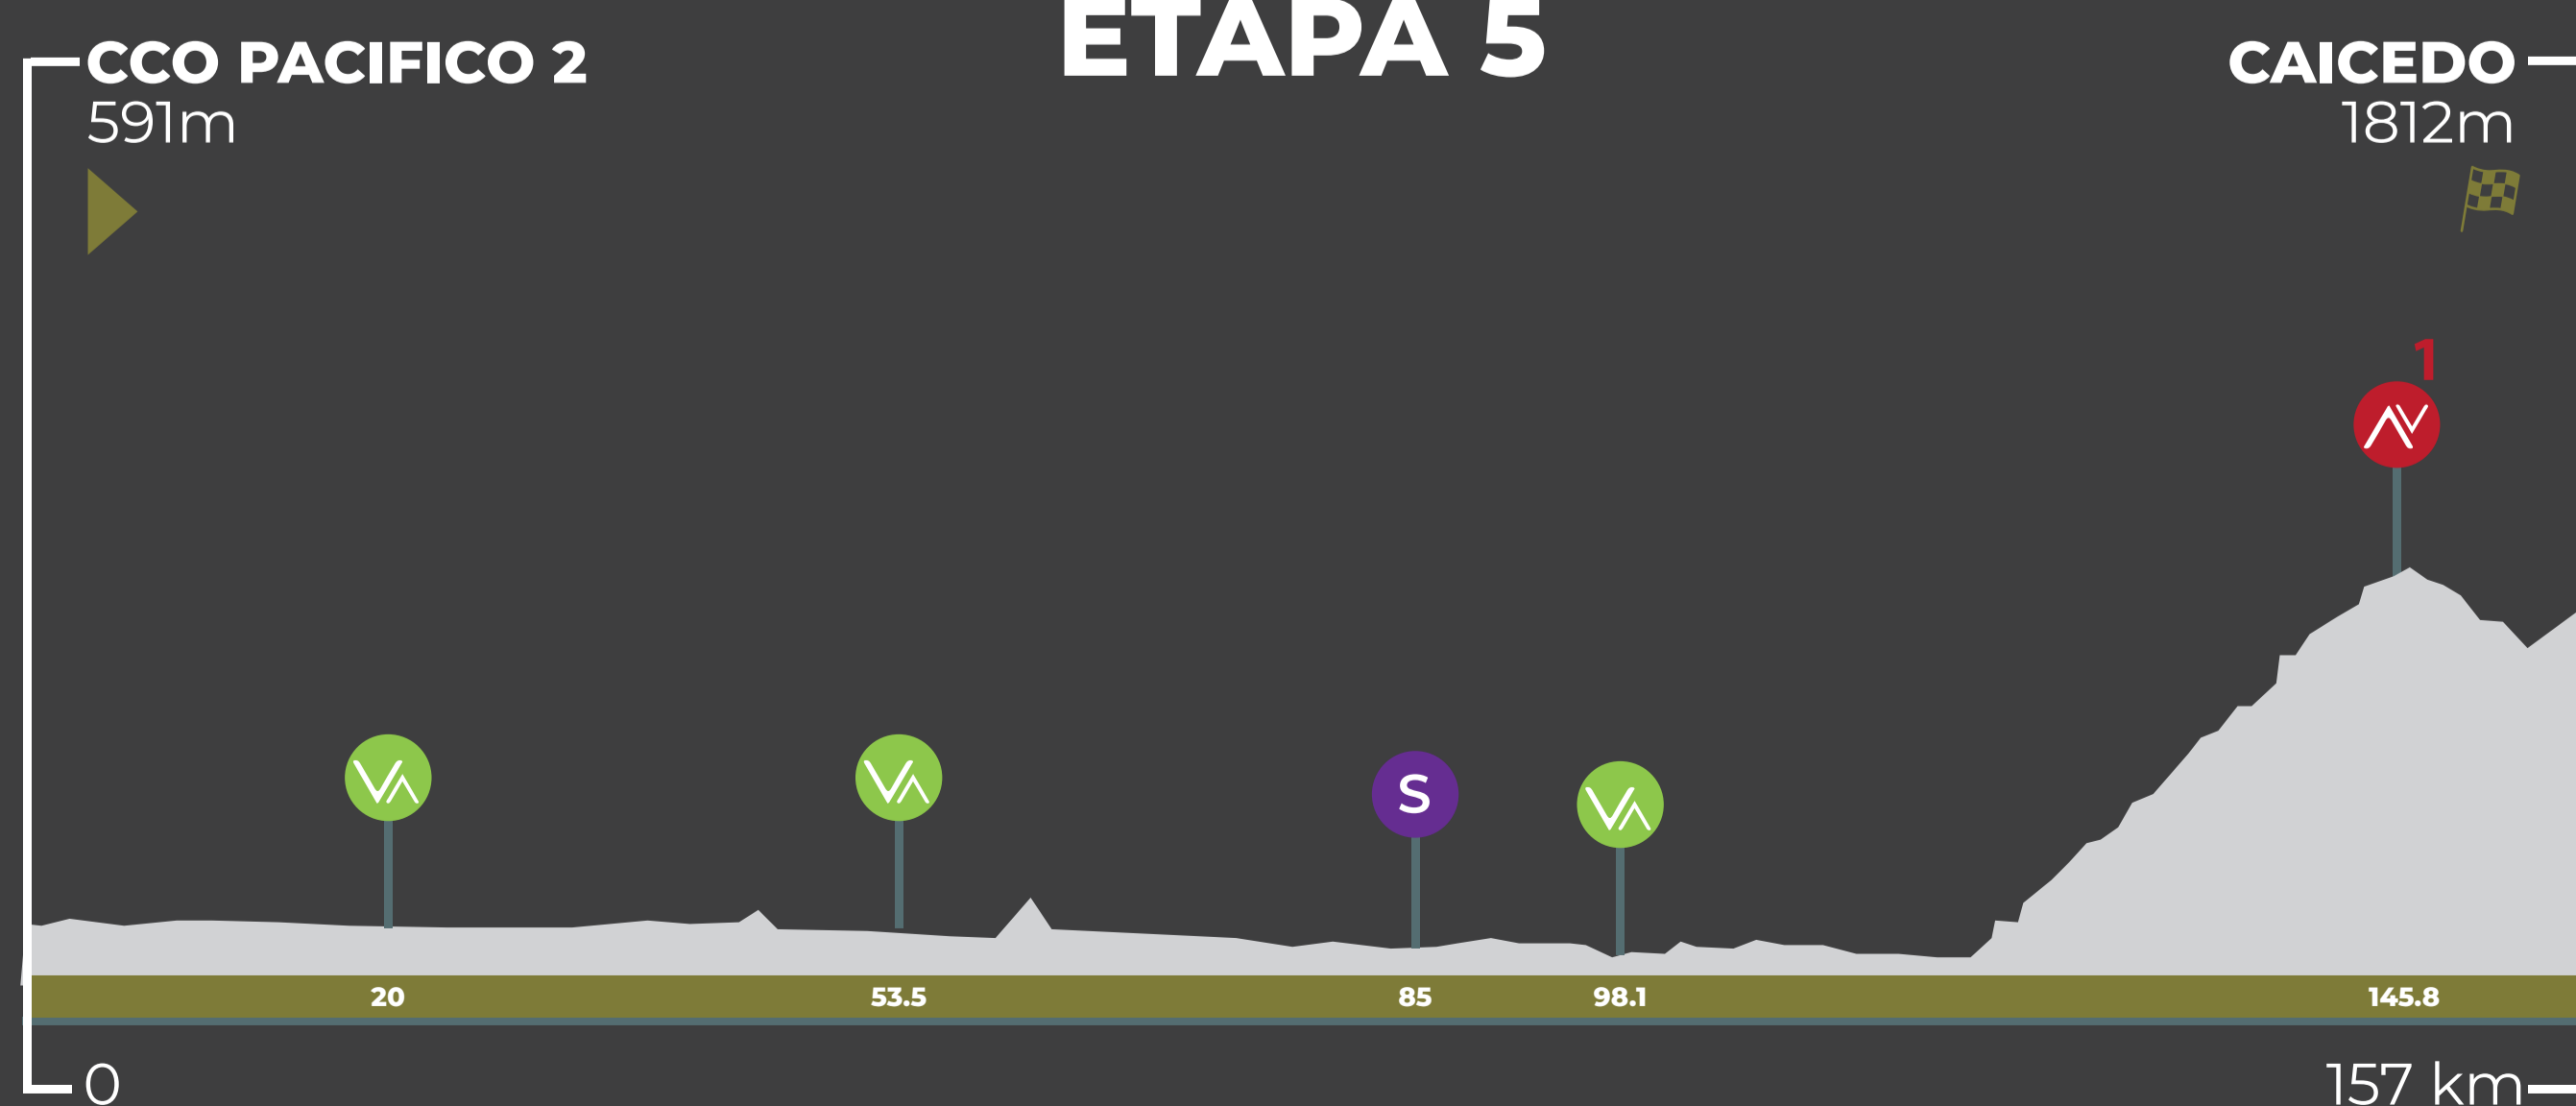 ETAPA 5
CCO PACIFICO 2
591m
CAICEDO
1812m
1
S
20
53.5
85
98.1
145.8
0
157 km